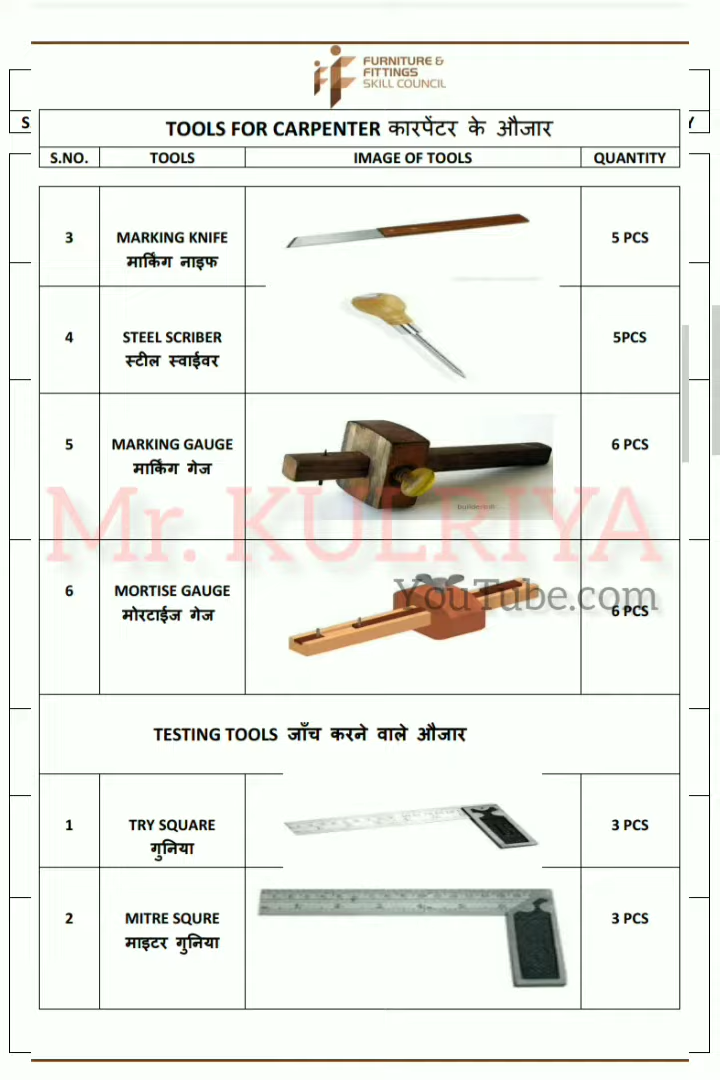 FURNITURE &
FITTINGS
SKILL COUNCIL
S
Y
TOOLS FOR CARPENTER कारपेंटर के औजार
S.NO. TOOLS IMAGE OF TOOLS QUANTITY
3 MARKING KNIFE 5 PCS
मार्किंग नाइफ
4 STEEL SCRIBER 5PCS
स्टील स्वाईवर
5 MARKING GAUGE 6 PCS
मार्किंग गेज
Mr. KULRIYA
YouTube.com
6 MORTISE GAUGE 6 PCS
मोरटाईज गेज
TESTING TOOLS जाँच करने वाले औजार
1 TRY SQUARE 3 PCS
गुनिया
2 MITRE SQURE 3 PCS
माइटर गुनिया